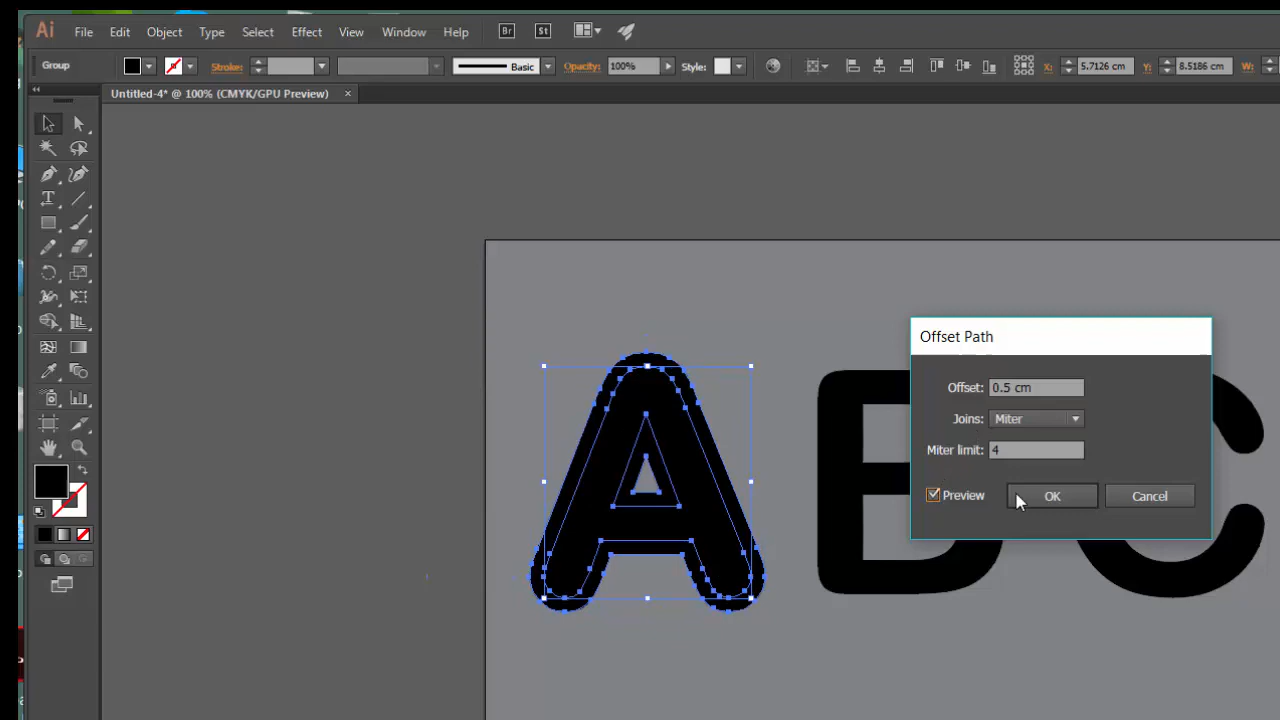 Ai File Edit Object Type Select Effect View Window Help Br St
Group Stroke: Basic Opacity: 100% Style: X: 5.7126 cm Y: 8.5186 cm W:
Untitled-4* @ 100% (CMYK/GPU Preview) ×
Offset Path
Offset: 0.5 cm
Joins: Miter
Miter limit: 4
Preview OK Cancel
A B C